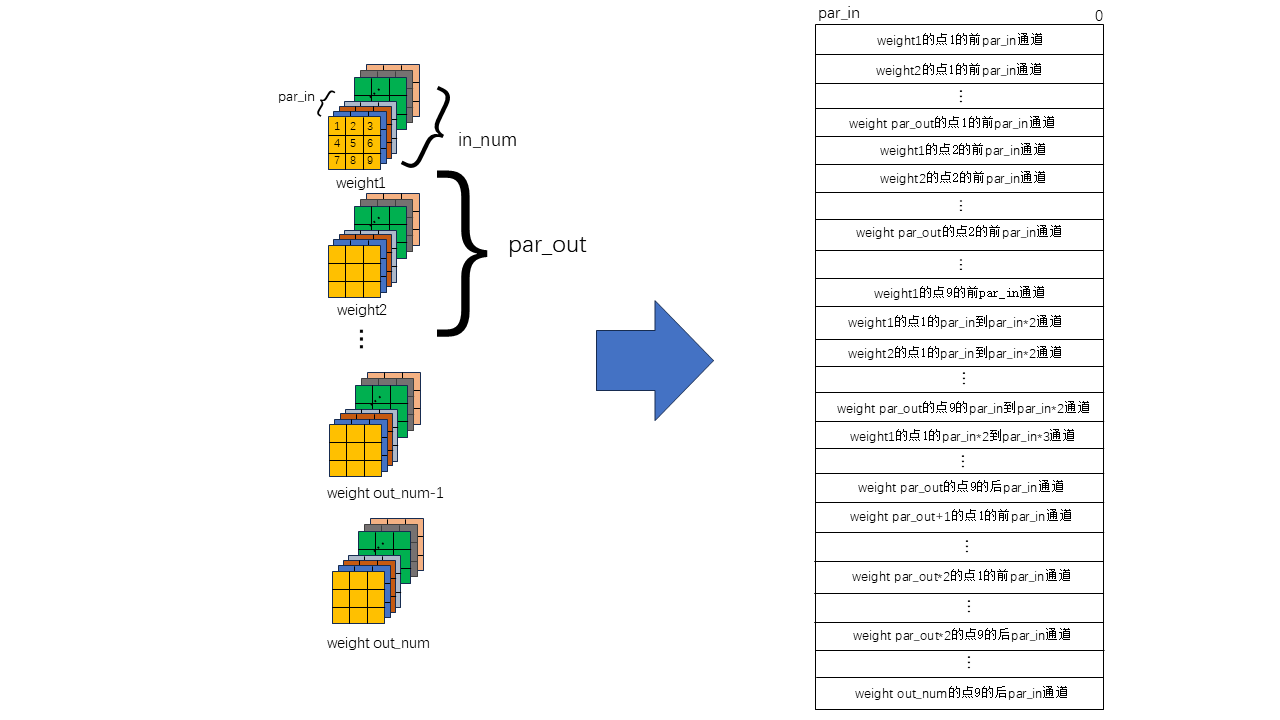 par_in
1 2 3
4 5 6
7 8 9
in_num
weight1
par_out
weight2
⋮
weight out_num-1
weight out_num
par_in 0
weight1的点1的前par_in通道
weight2的点1的前par_in通道
⋮
weight par_out的点1的前par_in通道
weight1的点2的前par_in通道
weight2的点2的前par_in通道
⋮
weight par_out的点2的前par_in通道
⋮
weight1的点9的前par_in通道
weight1的点1的par_in到par_in*2通道
weight2的点1的par_in到par_in*2通道
⋮
weight par_out的点9的par_in到par_in*2通道
weight1的点1的par_in*2到par_in*3通道
⋮
weight par_out的点9的后par_in通道
weight par_out+1的点1的前par_in通道
⋮
weight par_out*2的点1的前par_in通道
⋮
weight par_out*2的点9的后par_in通道
⋮
weight out_num的点9的后par_in通道